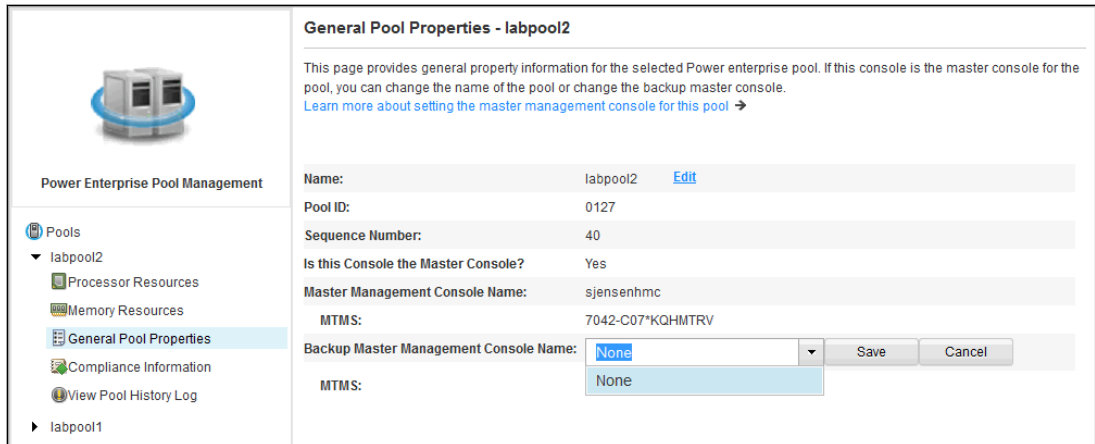 Power Enterprise Pool Management
Pools
labpool2
Processor Resources
Memory Resources
General Pool Properties
Compliance Information
View Pool History Log
labpool1
General Pool Properties - labpool2
This page provides general property information for the selected Power enterprise pool. If this console is the master console for the
pool, you can change the name of the pool or change the backup master console.
Learn more about setting the master management console for this pool →
Name: labpool2 Edit
Pool ID: 0127
Sequence Number: 40
Is this Console the Master Console? Yes
Master Management Console Name: sjensenhmc
MTMS: 7042-C07*KQHMTRV
Backup Master Management Console Name: None Save Cancel
None
MTMS: